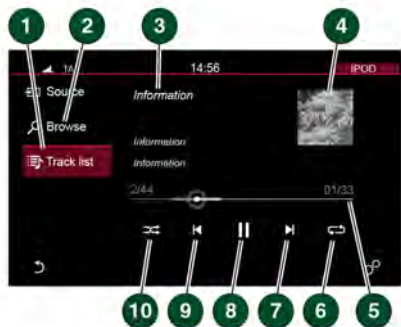 1 2 3 4
TA 14:56 IPOD
Source
Information
Browse
Information
Track list
Information
2/44 01/33
10 9 8 7 6 5